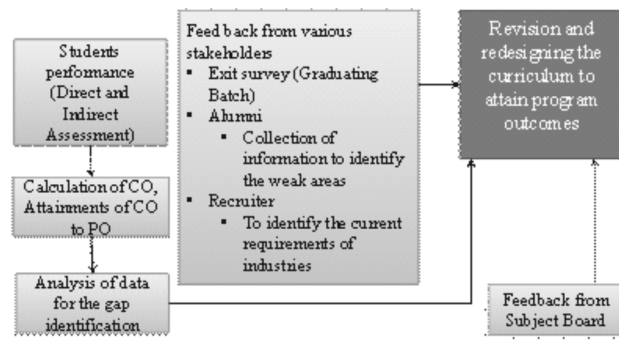 Students
performance
(Direct and
Indirect
Assessment)
Calculation of CO,
Attainments of CO
to PO
Analysis of data
for the gap
identification
Feed back from various
stakeholders
▪ Exit survey (Graduating
Batch)
▪ Alumni
▪ Collection of
information to identify
the weak areas
▪ Recruiter
▪ To identify the current
requirements of
industries
Revision and
redesigning the
curriculum to
attain program
outcomes
Feedback from
Subject Board